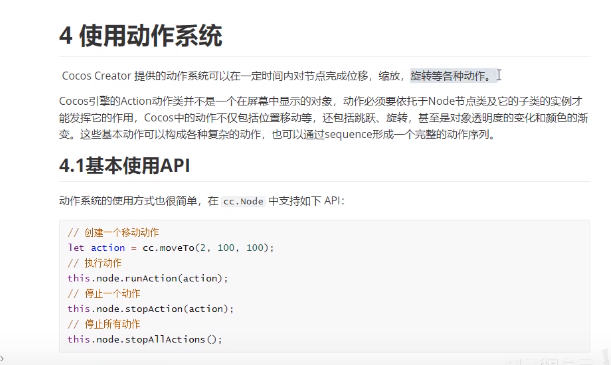 4 使用动作系统
Cocos Creator 提供的动作系统可以在一定时间内对节点完成位移，缩放，旋转等各种动作。
Cocos引擎的Action动作类并不是一个在屏幕中显示的对象，动作必须要依托于Node节点类及它的子类的实例才
能发挥它的作用，Cocos中的动作不仅包括位置移动等，还包括跳跃、旋转，甚至是对象透明度的变化和颜色的渐
变。这些基本动作可以构成各种复杂的动作，也可以通过sequence形成一个完整的动作序列。
4.1基本使用API
动作系统的使用方式也很简单，在 cc.Node 中支持如下 API：
// 创建一个移动动作
let action = cc.moveTo(2, 100, 100);
// 执行动作
this.node.runAction(action);
// 停止一个动作
this.node.stopAction(action);
// 停止所有动作
this.node.stopAllActions();